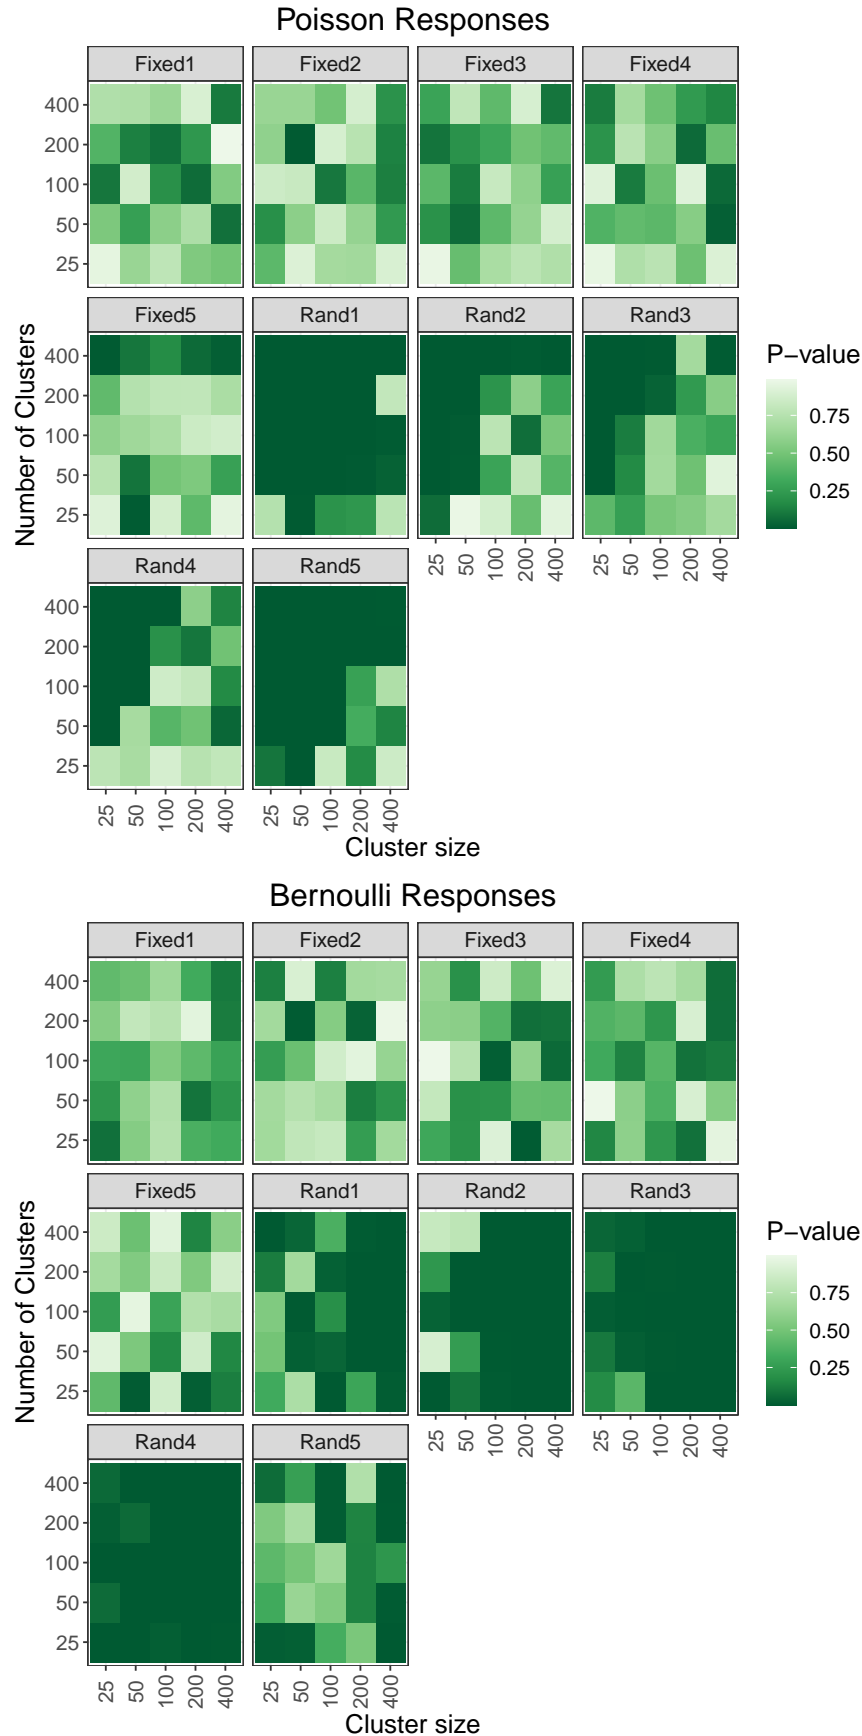 Poisson Responses
Fixed1 Fixed2 Fixed3 Fixed4
400
200
100
50
25
Fixed5 Rand1 Rand2 Rand3
400
200
100
50
25
25 50 100 200 400 25 50 100 200 400
Rand4 Rand5
400
200
100
50
25
25 50 100 200 400 25 50 100 200 400
Number of Clusters
Cluster size
P−value
0.75
0.50
0.25
Bernoulli Responses
Fixed1 Fixed2 Fixed3 Fixed4
400
200
100
50
25
Fixed5 Rand1 Rand2 Rand3
400
200
100
50
25
25 50 100 200 400 25 50 100 200 400
Rand4 Rand5
400
200
100
50
25
25 50 100 200 400 25 50 100 200 400
Number of Clusters
Cluster size
P−value
0.75
0.50
0.25